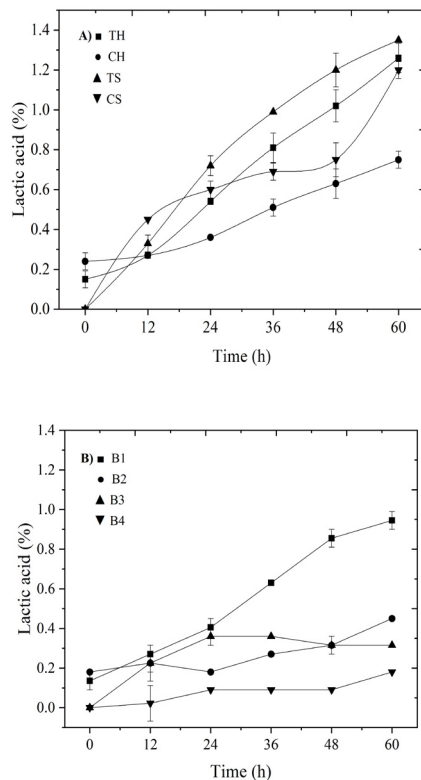 A) TH
CH
TS
CS
1.4
1.2
1.0
0.8
0.6
0.4
0.2
0.0
Lactic acid (%)
0 12 24 36 48 60
Time (h)
B) B1
B2
B3
B4
1.4
1.2
1.0
0.8
0.6
0.4
0.2
0.0
Lactic acid (%)
0 12 24 36 48 60
Time (h)